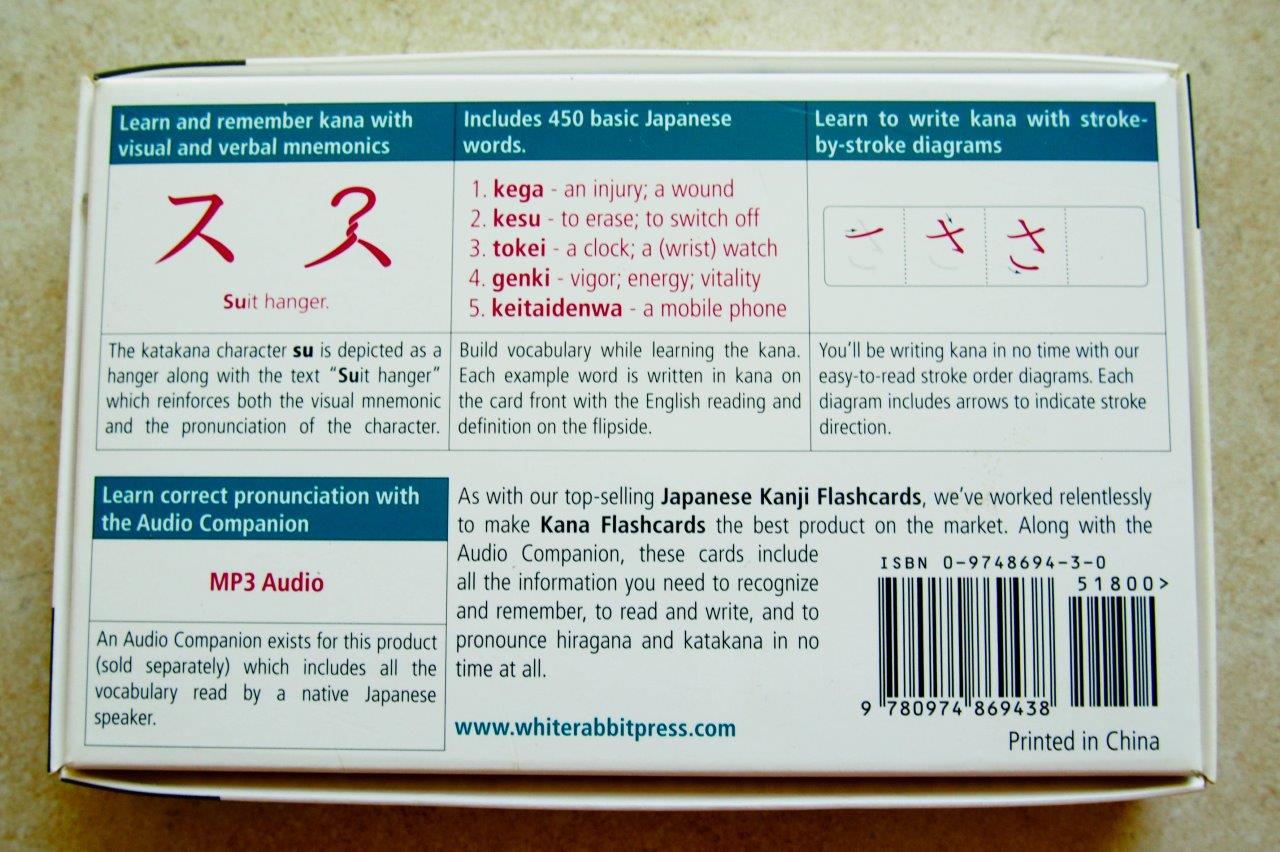 Learn and remember kana with
visual and verbal mnemonics
ス
Suit hanger.
The katakana character su is depicted as a
hanger along with the text “Suit hanger”
which reinforces both the visual mnemonic
and the pronunciation of the character.
Includes 450 basic Japanese
words.
1. kega - an injury; a wound
2. kesu - to erase; to switch off
3. tokei - a clock; a (wrist) watch
4. genki - vigor; energy; vitality
5. keitaidenwa - a mobile phone
Build vocabulary while learning the kana.
Each example word is written in kana on
the card front with the English reading and
definition on the flipside.
Learn to write kana with stroke-
by-stroke diagrams
さ
You’ll be writing kana in no time with our
easy-to-read stroke order diagrams. Each
diagram includes arrows to indicate stroke
direction.
Learn correct pronunciation with
the Audio Companion
MP3 Audio
An Audio Companion exists for this product
(sold separately) which includes all the
vocabulary read by a native Japanese
speaker.
As with our top-selling Japanese Kanji Flashcards, we’ve worked relentlessly
to make Kana Flashcards the best product on the market. Along with the
Audio Companion, these cards include
all the information you need to recognize
and remember, to read and write, and to
pronounce hiragana and katakana in no
time at all.
www.whiterabbitpress.com
ISBN 0-9748694-3-0
51800>
9 780974 869438
Printed in China